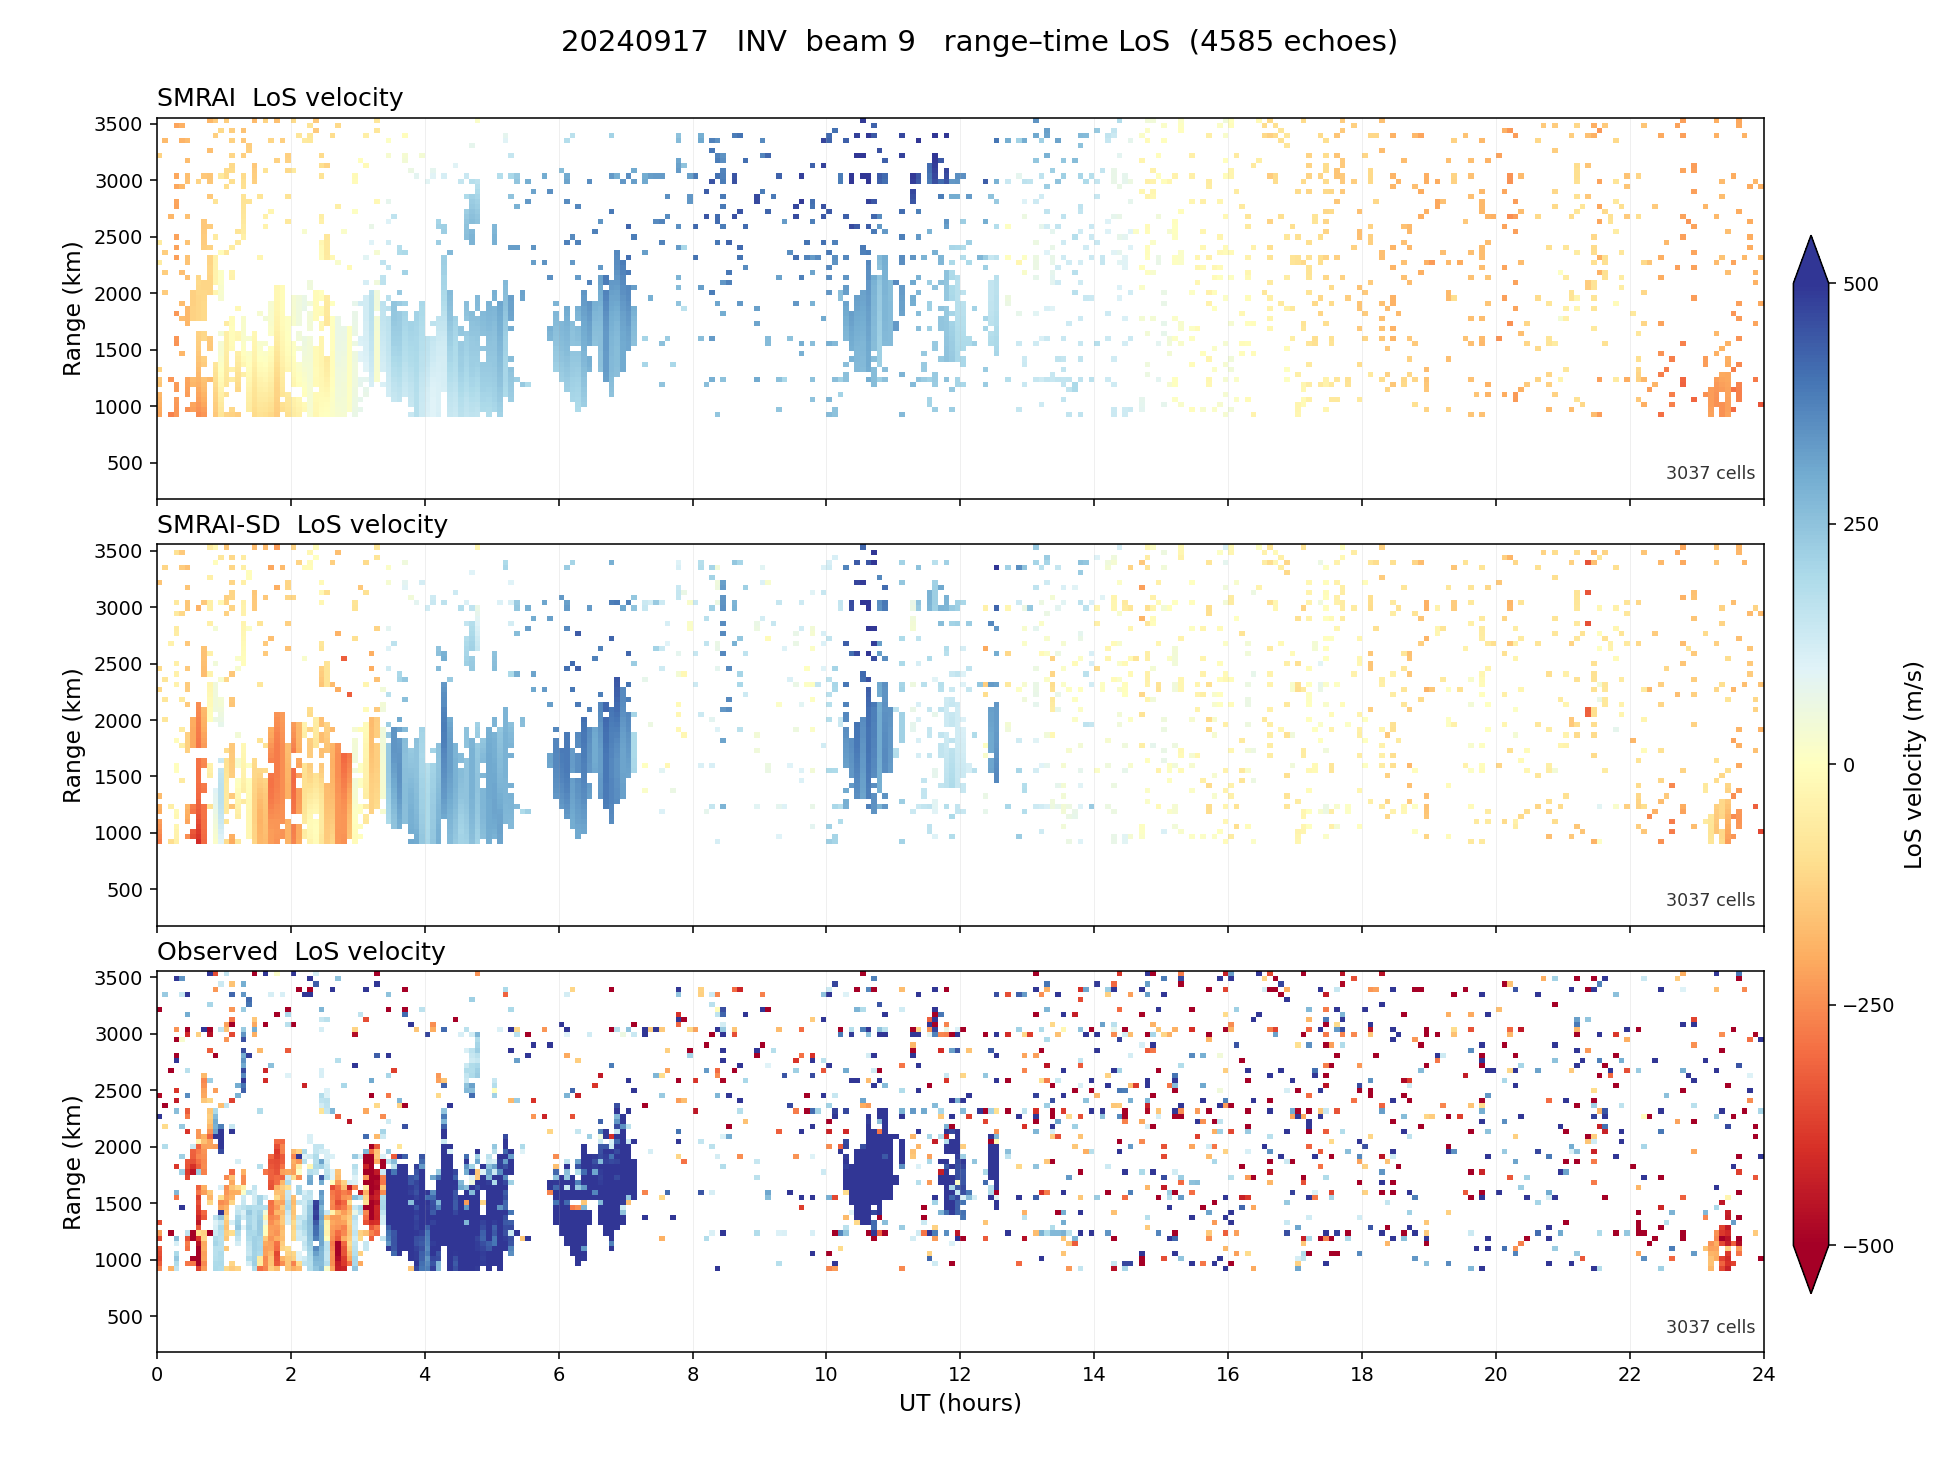 20240917   INV  beam 9   range–time LoS  (4585 echoes)
SMRAI  LoS velocity
3500
3000
2500
2000
1500
1000
500
Range (km)
3037 cells
SMRAI-SD  LoS velocity
3500
3000
2500
2000
1500
1000
500
Range (km)
3037 cells
Observed  LoS velocity
3500
3000
2500
2000
1500
1000
500
Range (km)
3037 cells
0 2 4 6 8 10 12 14 16 18 20 22 24
UT (hours)
500
250
0
−250
−500
LoS velocity (m/s)